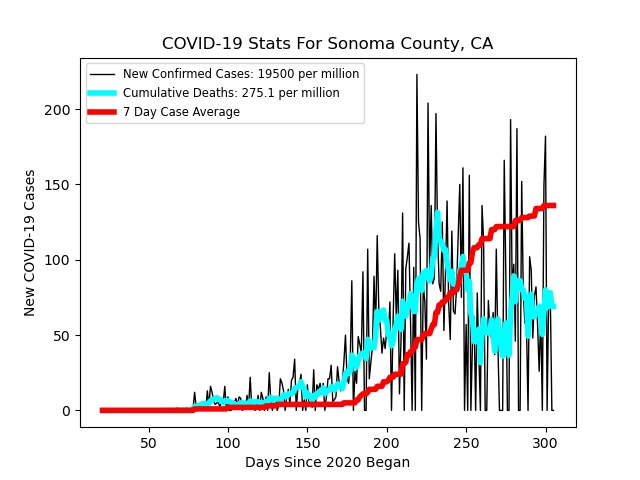 COVID-19 Stats For Sonoma County, CA
New Confirmed Cases: 19500 per million
Cumulative Deaths: 275.1 per million
7 Day Case Average
New COVID-19 Cases
200
150
100
50
0
50 100 150 200 250 300
Days Since 2020 Began